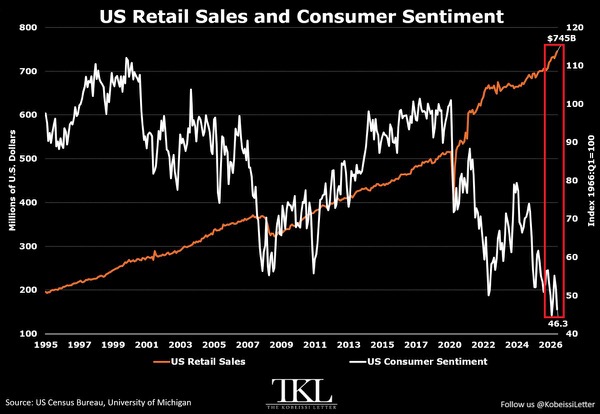 US Retail Sales and Consumer Sentiment
800
700
600
500
400
300
200
100
Millions of U.S. Dollars
120
110
100
90
80
70
60
50
40
Index 1966:Q1=100
$745B
46.3
1995 1997 1999 2001 2003 2005 2007 2009 2011 2013 2015 2017 2020 2022 2024 2026
US Retail Sales US Consumer Sentiment
Source: US Census Bureau, University of Michigan
TKL
THE KOBEISSI LETTER
Follow us @KobeissiLetter